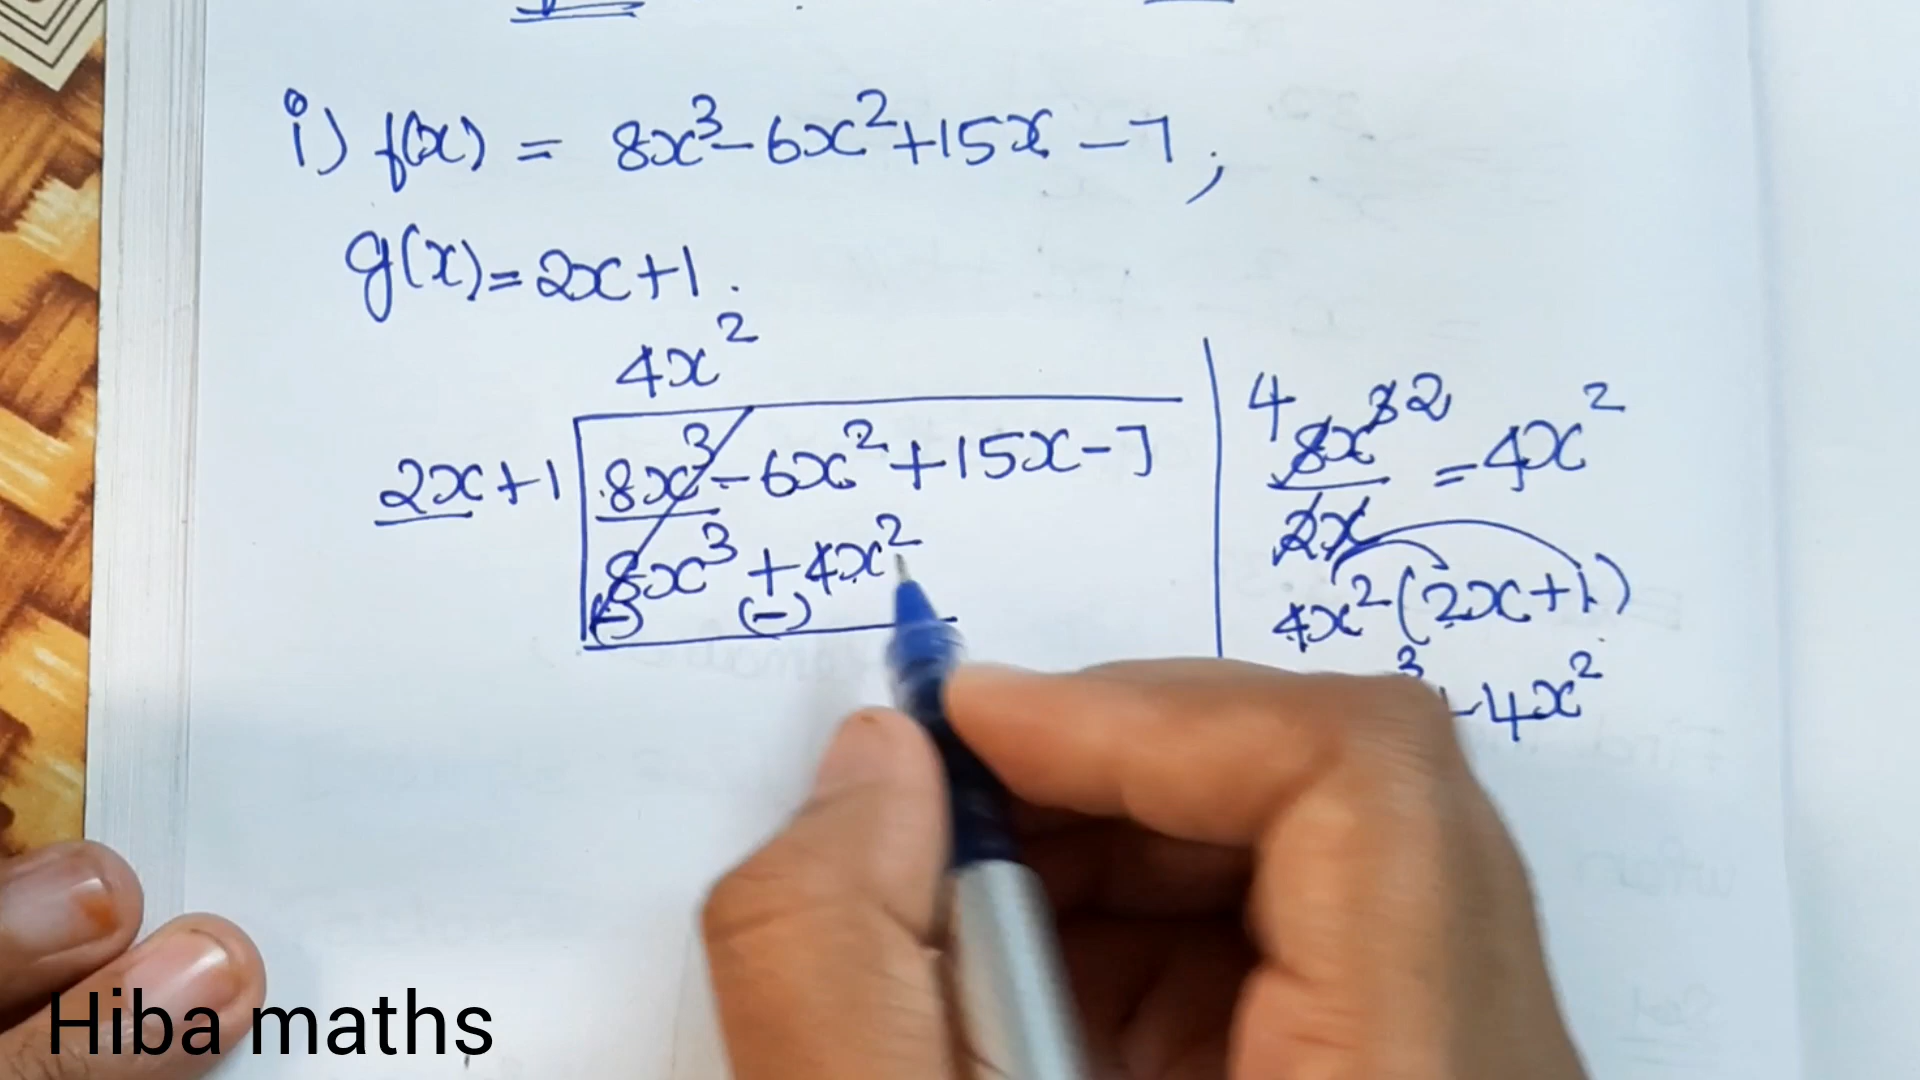 i) f(x) = 8x³ - 6x² + 15x - 7 ;
g(x) = 2x + 1 .
4x²
2x + 1 8x³ - 6x² + 15x - 7
8x³ + 4x²
(-) (-)
4 8x³ 2 = 4x²
2x
4x² (2x + 1)
³ + 4x²
Hiba maths